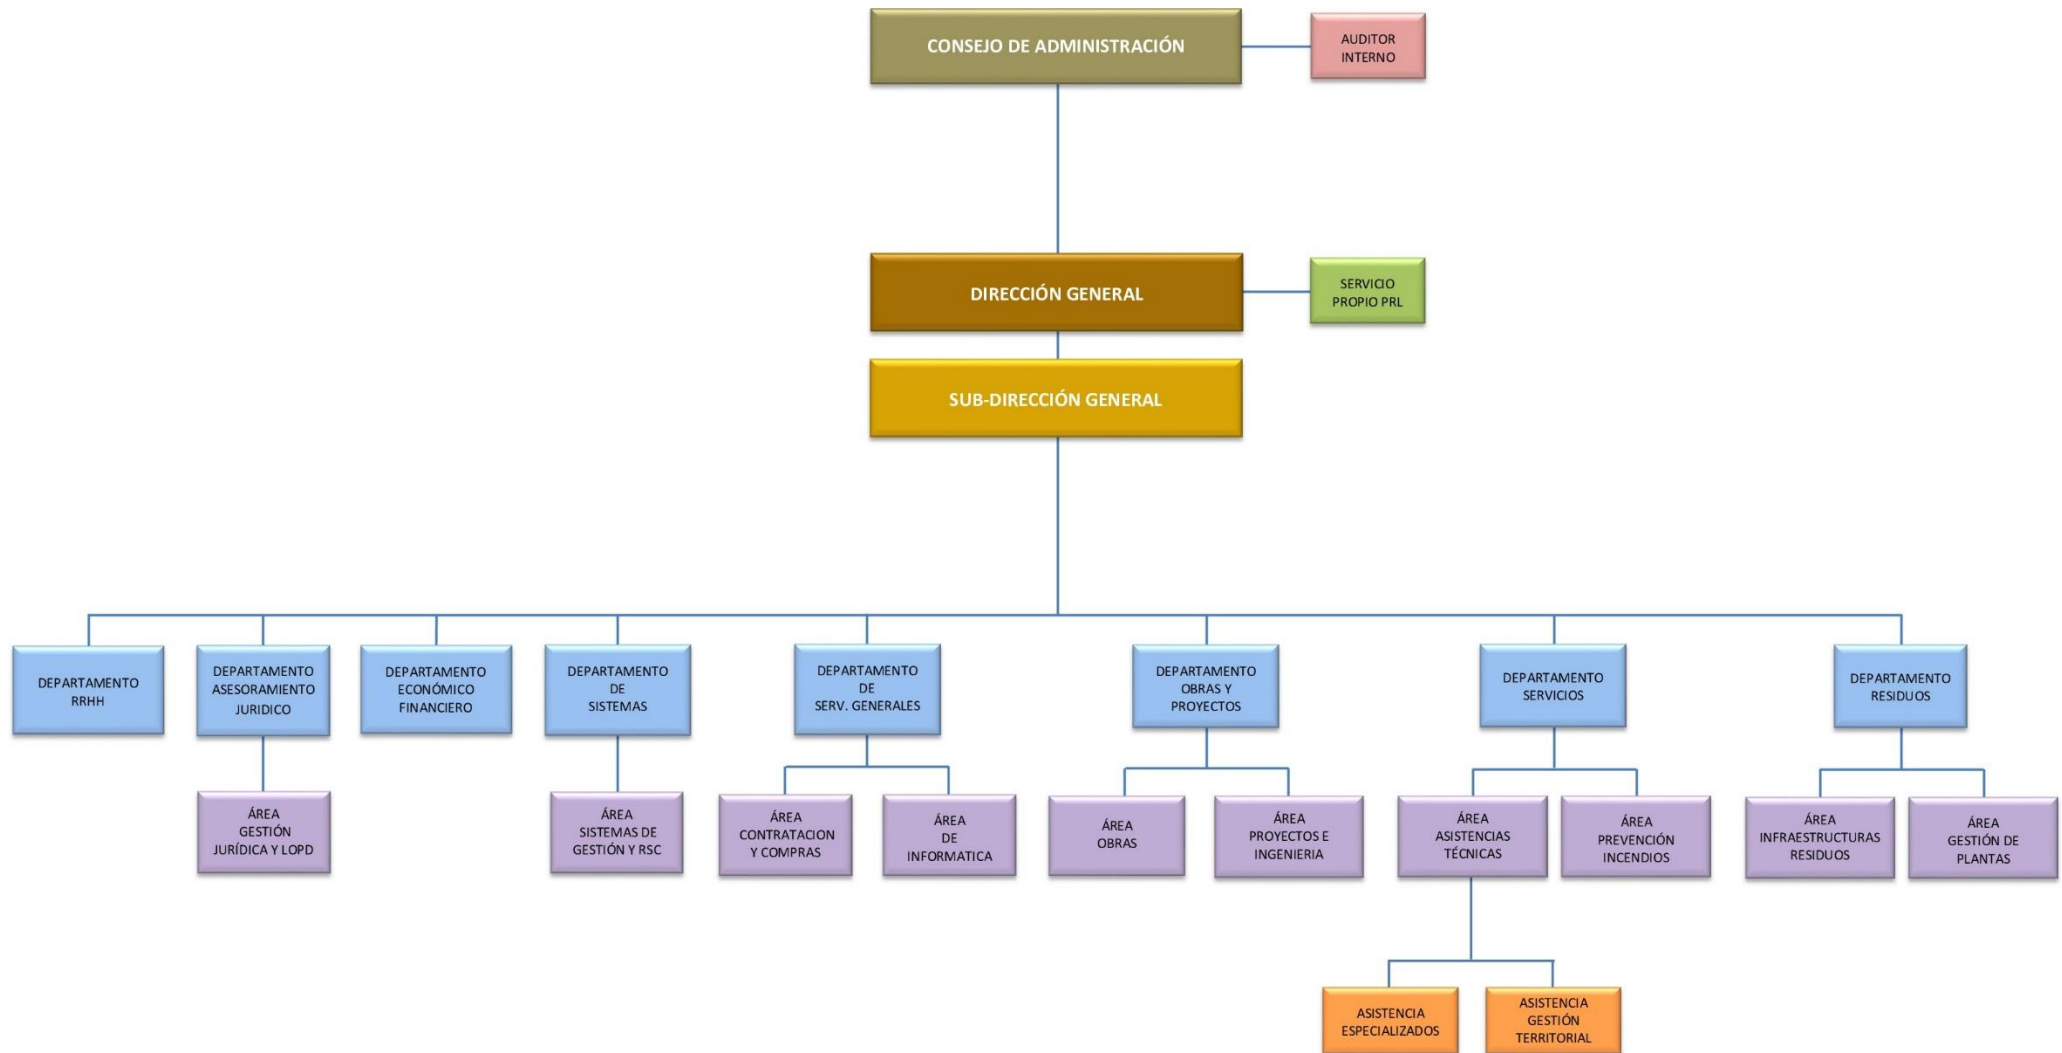 CONSEJO DE ADMINISTRACIÓN
AUDITOR
INTERNO
DIRECCIÓN GENERAL
SERVICIO
PROPIO PRL
SUB-DIRECCIÓN GENERAL
DEPARTAMENTO
RRHH
DEPARTAMENTO
ASESORAMIENTO
JURIDICO
DEPARTAMENTO
ECONÓMICO
FINANCIERO
DEPARTAMENTO
DE
SISTEMAS
DEPARTAMENTO
DE
SERV. GENERALES
DEPARTAMENTO
OBRAS Y
PROYECTOS
DEPARTAMENTO
SERVICIOS
DEPARTAMENTO
RESIDUOS
ÁREA
GESTIÓN
JURÍDICA Y LOPD
ÁREA
SISTEMAS DE
GESTIÓN Y RSC
ÁREA
CONTRATACION
Y COMPRAS
ÁREA
DE
INFORMATICA
ÁREA
OBRAS
ÁREA
PROYECTOS E
INGENIERIA
ÁREA
ASISTENCIAS
TÉCNICAS
ÁREA
PREVENCIÓN
INCENDIOS
ÁREA
INFRAESTRUCTURAS
RESIDUOS
ÁREA
GESTIÓN DE
PLANTAS
ASISTENCIA
ESPECIALIZADOS
ASISTENCIA
GESTIÓN
TERRITORIAL